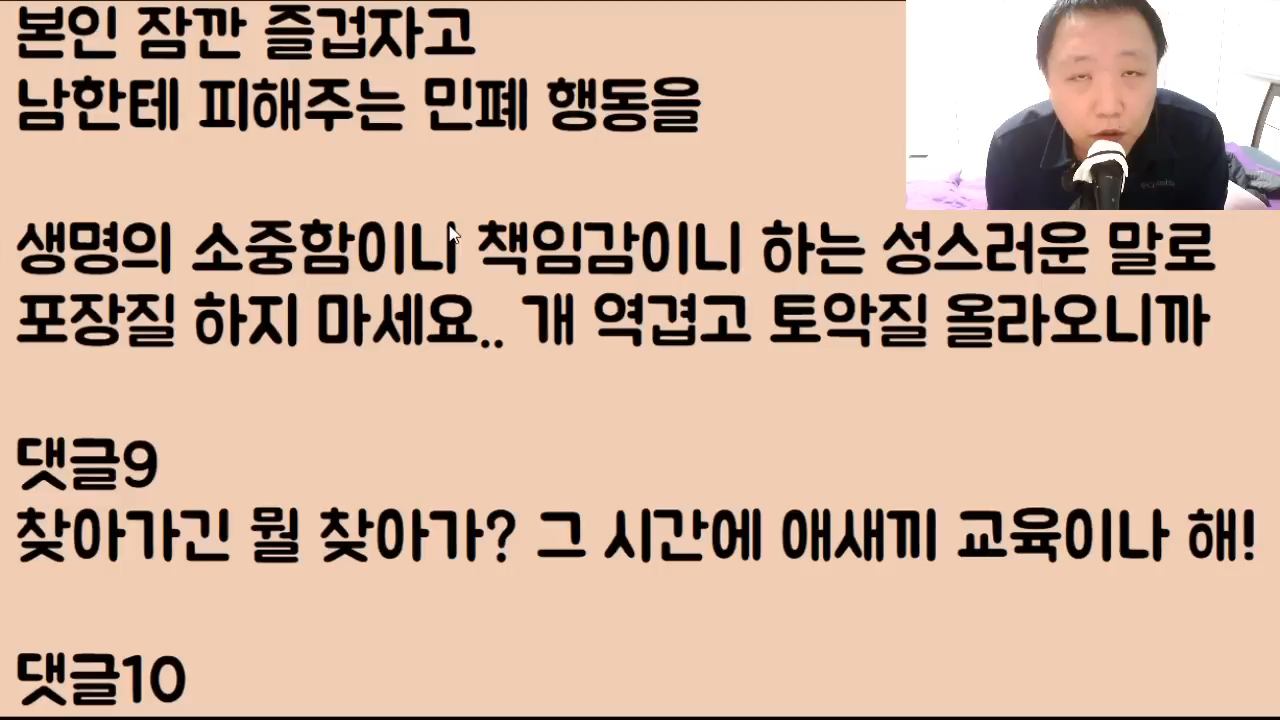 본인 잠깐 즐겁자고
남한테 피해주는 민폐 행동을
생명의 소중함이니 책임감이니 하는 성스러운 말로
포장질 하지 마세요.. 개 역겹고 토악질 올라오니까
댓글9
찾아가긴 뭘 찾아가? 그 시간에 애새끼 교육이나 해!
댓글10